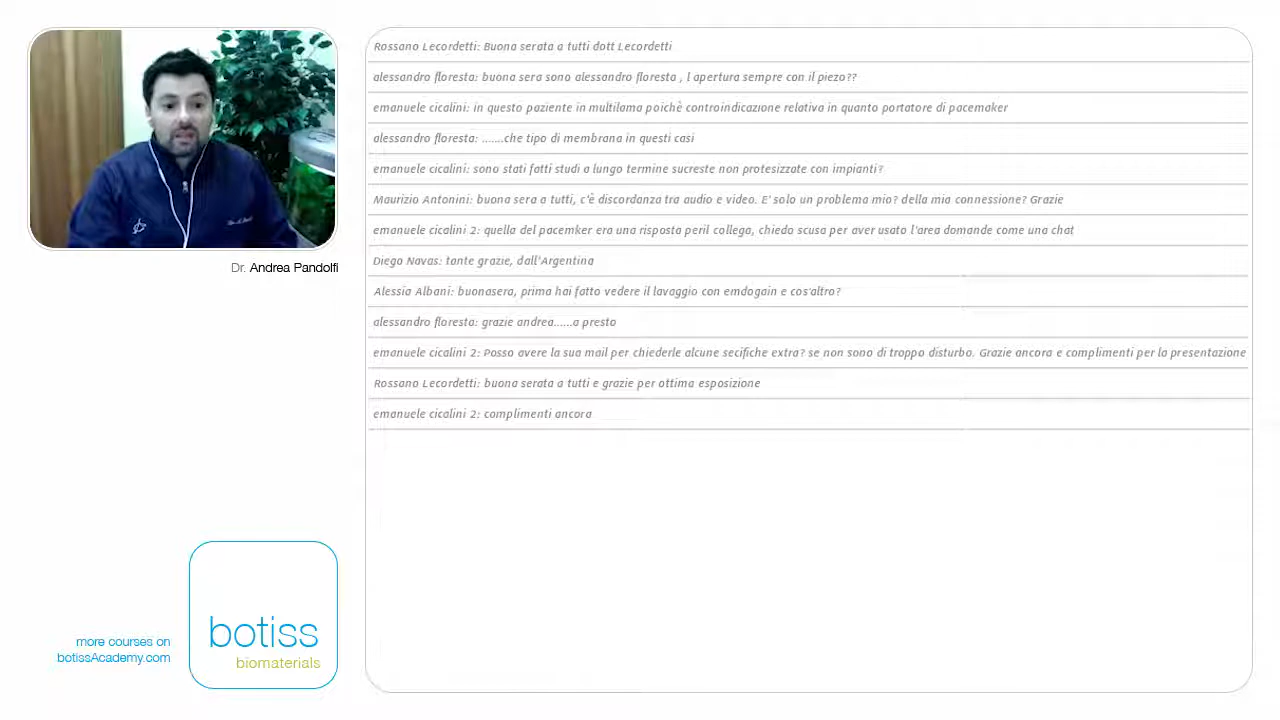 Rossano Lecordetti: Buona serata a tutti dott Lecordetti
alessandro floresta: buona sera sono alessandro floresta , l apertura sempre con il piezo??
emanuele cicalini: in questo paziente in multilama poichè controindicazione relativa in quanto portatore di pacemaker
alessandro floresta: .......che tipo di membrana in questi casi
emanuele cicalini: sono stati fatti studi a lungo termine sucreste non protesizzate con impianti?
Maurizio Antonini: buona sera a tutti, c'è discordanza tra audio e video. E' solo un problema mio? della mia connessione? Grazie
emanuele cicalini 2: quella del pacemker era una risposta peril collega, chiedo scusa per aver usato l'area domande come una chat
Dr. Andrea Pandolfi
Diego Navas: tante grazie, dall'Argentina
Alessia Albani: buonasera, prima hai fatto vedere il lavaggio con emdogain e cos'altro?
alessandro floresta: grazie andrea......a presto
emanuele cicalini 2: Posso avere la sua mail per chiederle alcune secifiche extra? se non sono di troppo disturbo. Grazie ancora e complimenti per la presentazione
Rossano Lecordetti: buona serata a tutti e grazie per ottima esposizione
emanuele cicalini 2: complimenti ancora
botiss
biomaterials
more courses on
botissAcademy.com